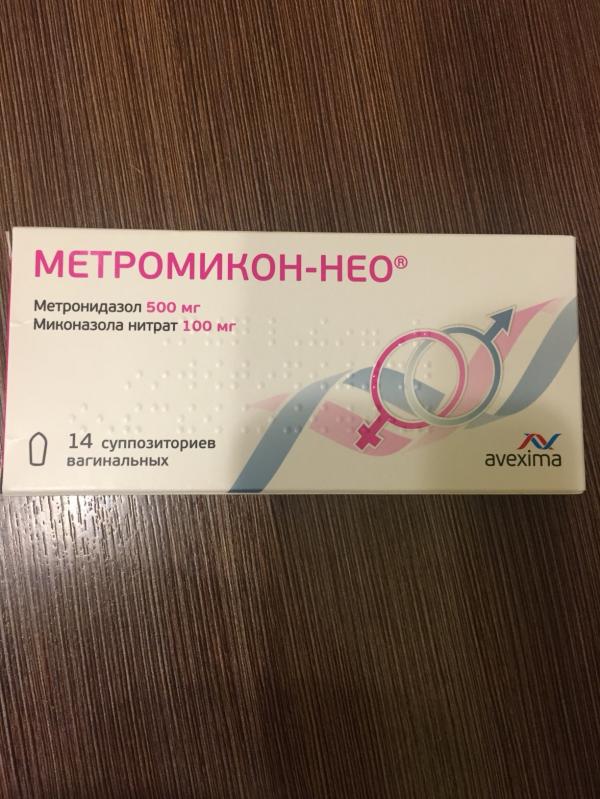 МЕТРОМИКОН-НЕО®
Метронидазол 500 мг
Миконазола нитрат 100 мг
14 суппозиториев
вагинальных
avexima